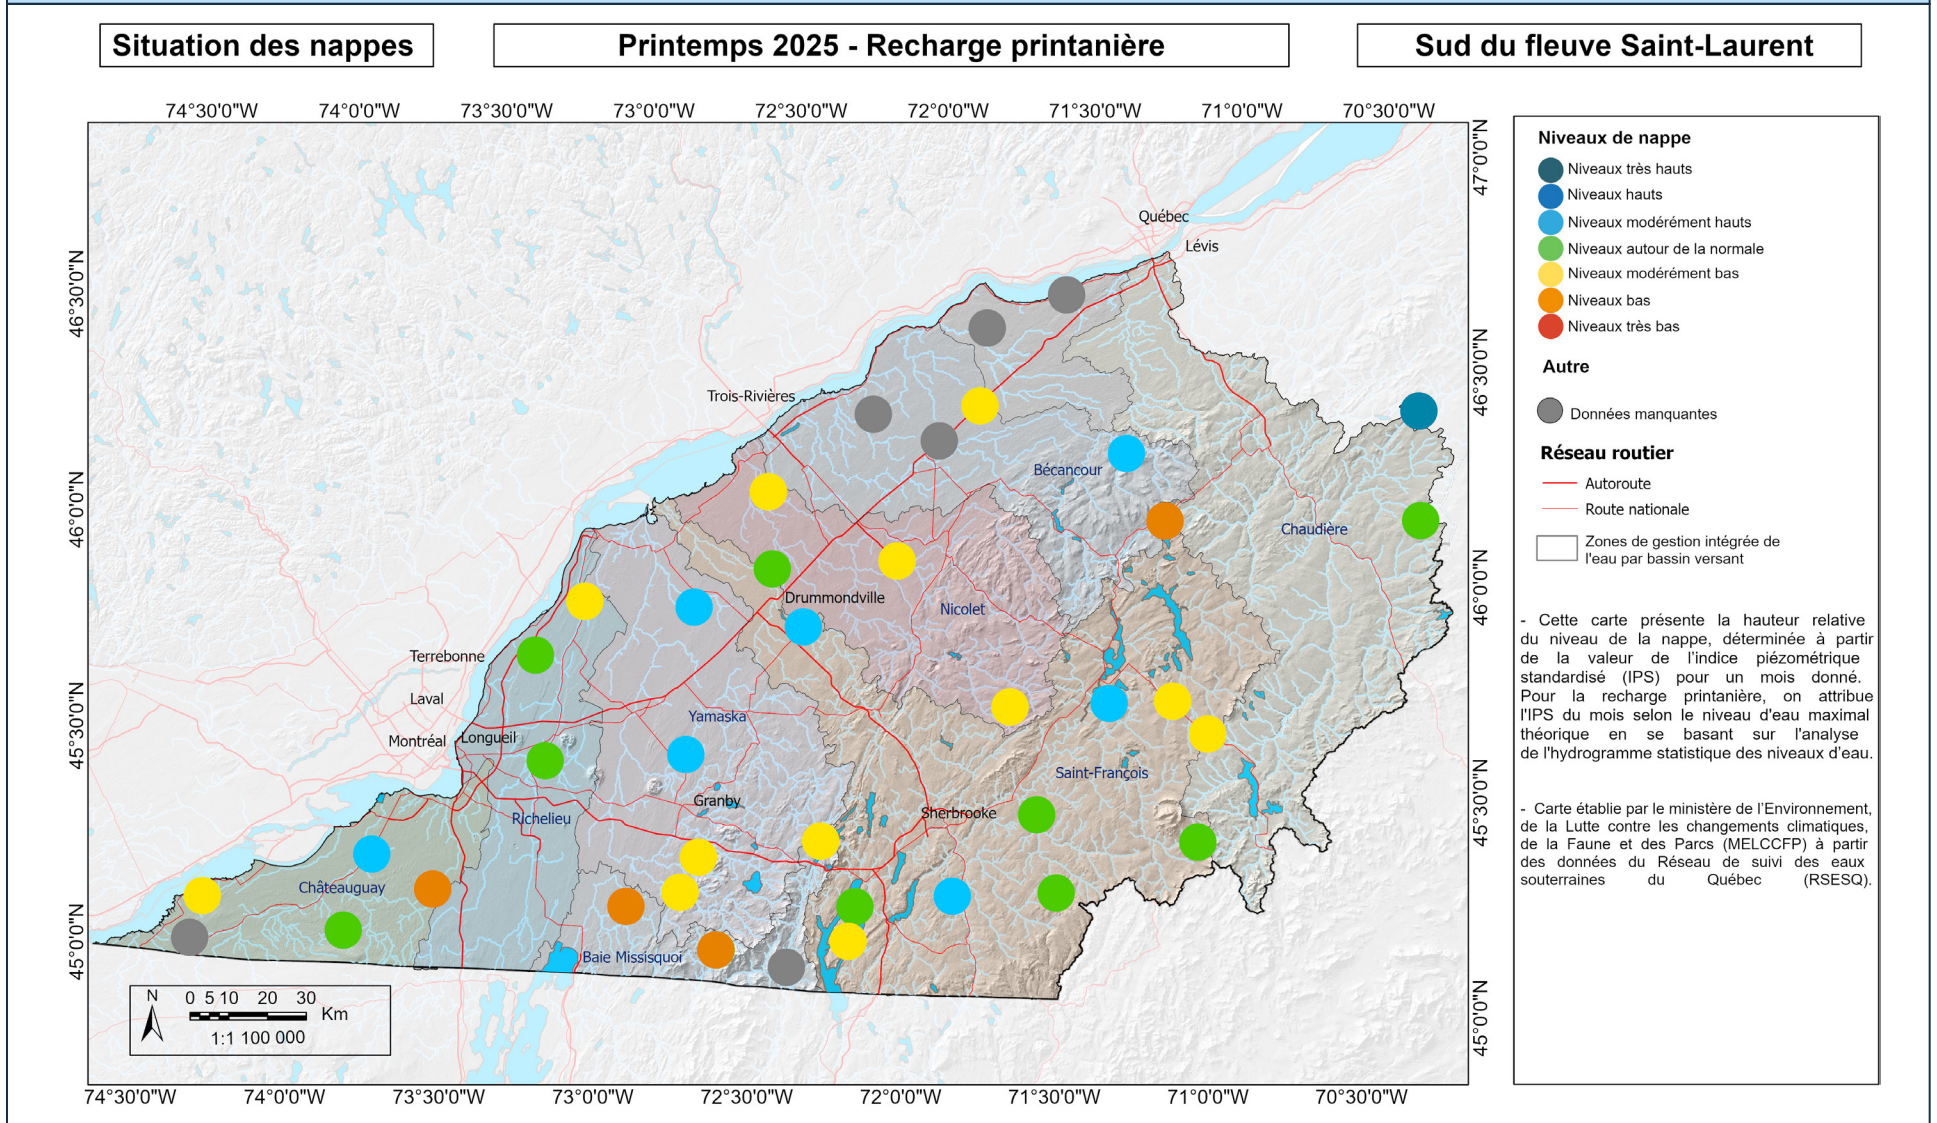 Situation des nappes
Printemps 2025 - Recharge printanière
Sud du fleuve Saint-Laurent
74°30'0"W
74°0'0"W
73°30'0"W
73°0'0"W
72°30'0"W
72°0'0"W
71°30'0"W
71°0'0"W
70°30'0"W
47°0'0"N
46°30'0"N
46°0'0"N
45°30'0"N
45°0'0"N
46°30'0"N
46°0'0"N
45°30'0"N
45°0'0"N
Québec
Lévis
Trois-Rivières
Bécancour
Chaudière
Drummondville
Nicolet
Terrebonne
Laval
Yamaska
Montréal
Longueil
Saint-François
Granby
Sherbrooke
Richelieu
Châteauguay
Baie Missisquoi
N
0 5 10 20 30
Km
1:1 100 000
74°30'0"W
74°0'0"W
73°30'0"W
73°0'0"W
72°30'0"W
72°0'0"W
71°30'0"W
71°0'0"W
70°30'0"W
Niveaux de nappe
Niveaux très hauts
Niveaux hauts
Niveaux modérément hauts
Niveaux autour de la normale
Niveaux modérément bas
Niveaux bas
Niveaux très bas
Autre
Données manquantes
Réseau routier
Autoroute
Route nationale
Zones de gestion intégrée de
l'eau par bassin versant
- Cette carte présente la hauteur relative
du niveau de la nappe, déterminée à partir
de la valeur de l'indice piézométrique
standardisé (IPS) pour un mois donné.
Pour la recharge printanière, on attribue
l'IPS du mois selon le niveau d'eau maximal
théorique en se basant sur l'analyse
de l'hydrogramme statistique des niveaux d'eau.
- Carte établie par le ministère de l'Environnement,
de la Lutte contre les changements climatiques,
de la Faune et des Parcs (MELCCFP) à partir
des données du Réseau de suivi des eaux
souterraines du Québec (RSESQ).